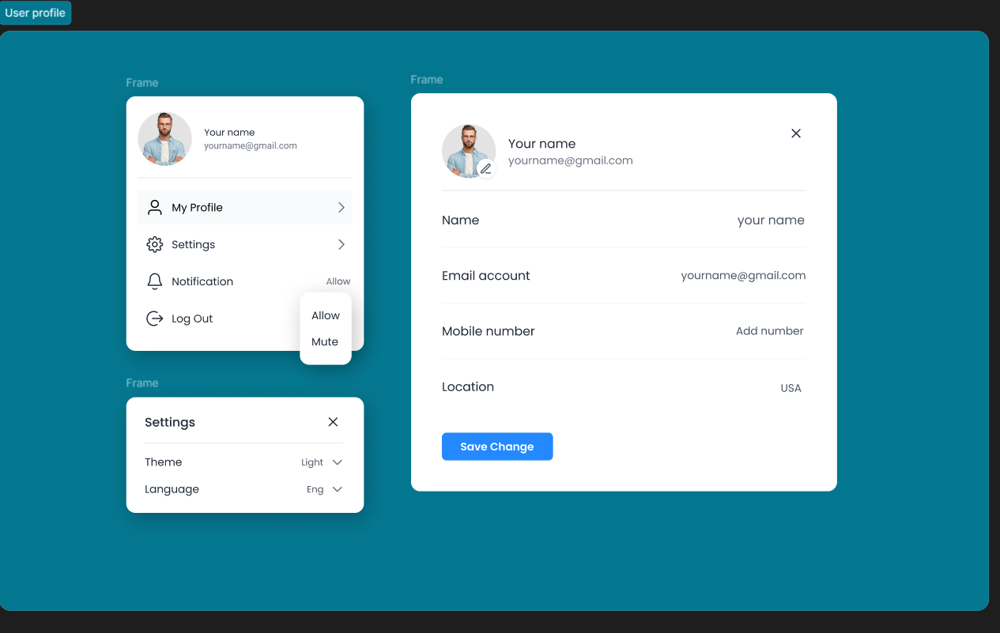 User profile
Frame
Your name
yourname@gmail.com
My Profile
Settings
Notification Allow
Log Out
Allow
Mute
Frame
Settings
Theme Light
Language Eng
Frame
Your name
yourname@gmail.com
Name your name
Email account yourname@gmail.com
Mobile number Add number
Location USA
Save Change